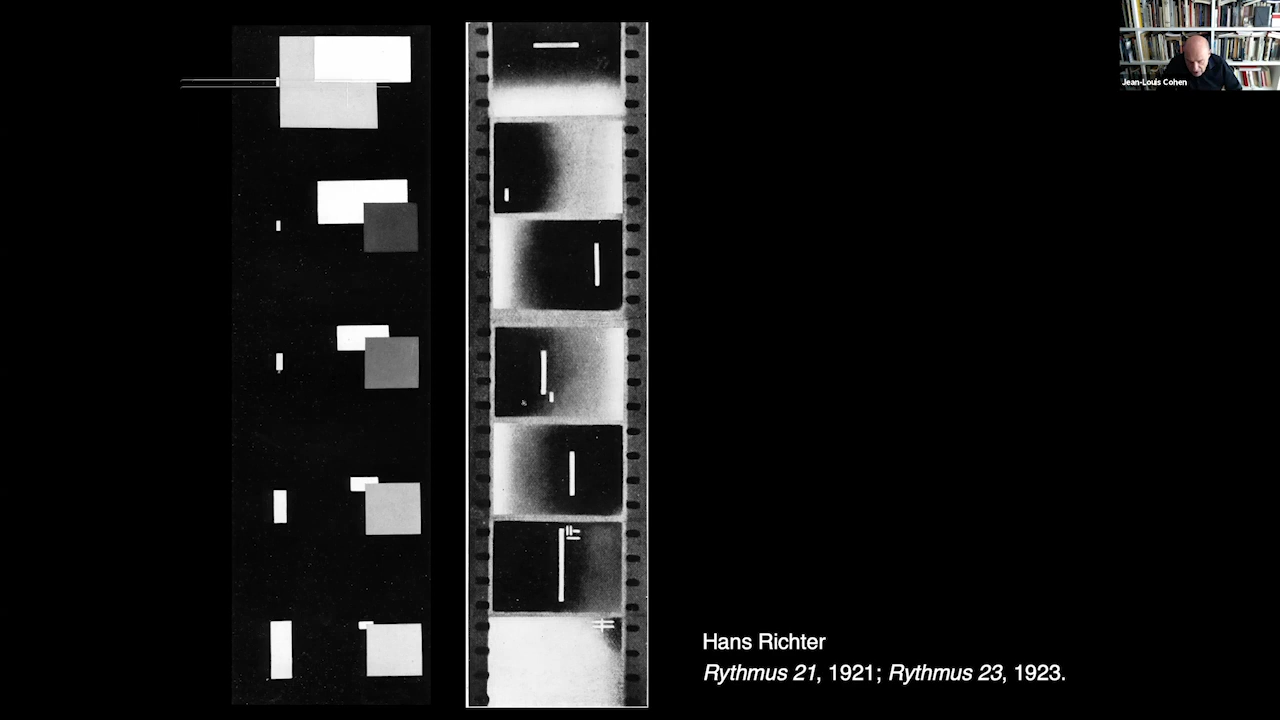 Jean-Louis Cohen
Hans Richter
Rythmus 21, 1921; Rythmus 23, 1923.